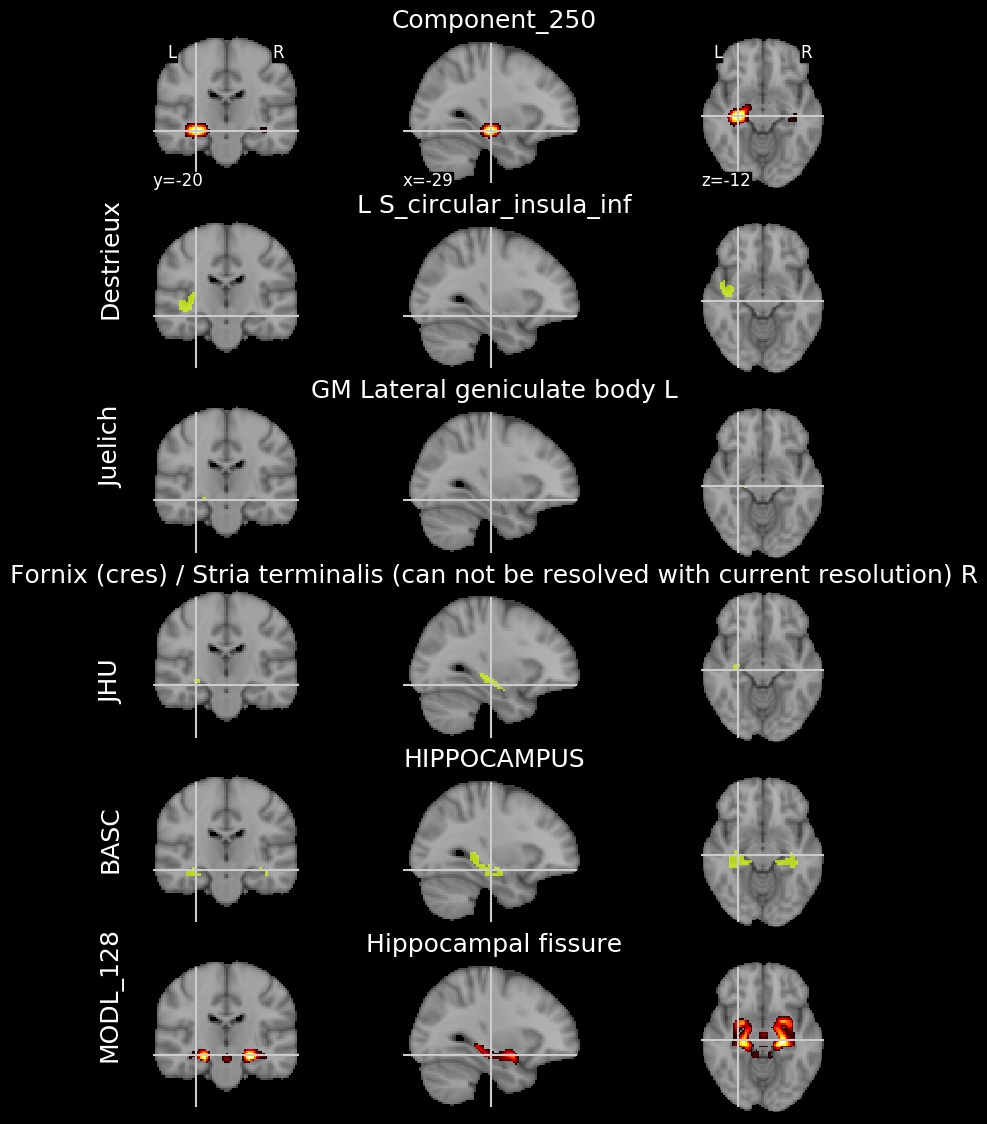 Component_250
L R L R
y=-20 x=-29 z=-12
L S_circular_insula_inf
Destrieux
GM Lateral geniculate body L
Juelich
Fornix (cres) / Stria terminalis (can not be resolved with current resolution) R
JHU
HIPPOCAMPUS
BASC
Hippocampal fissure
MODL_128